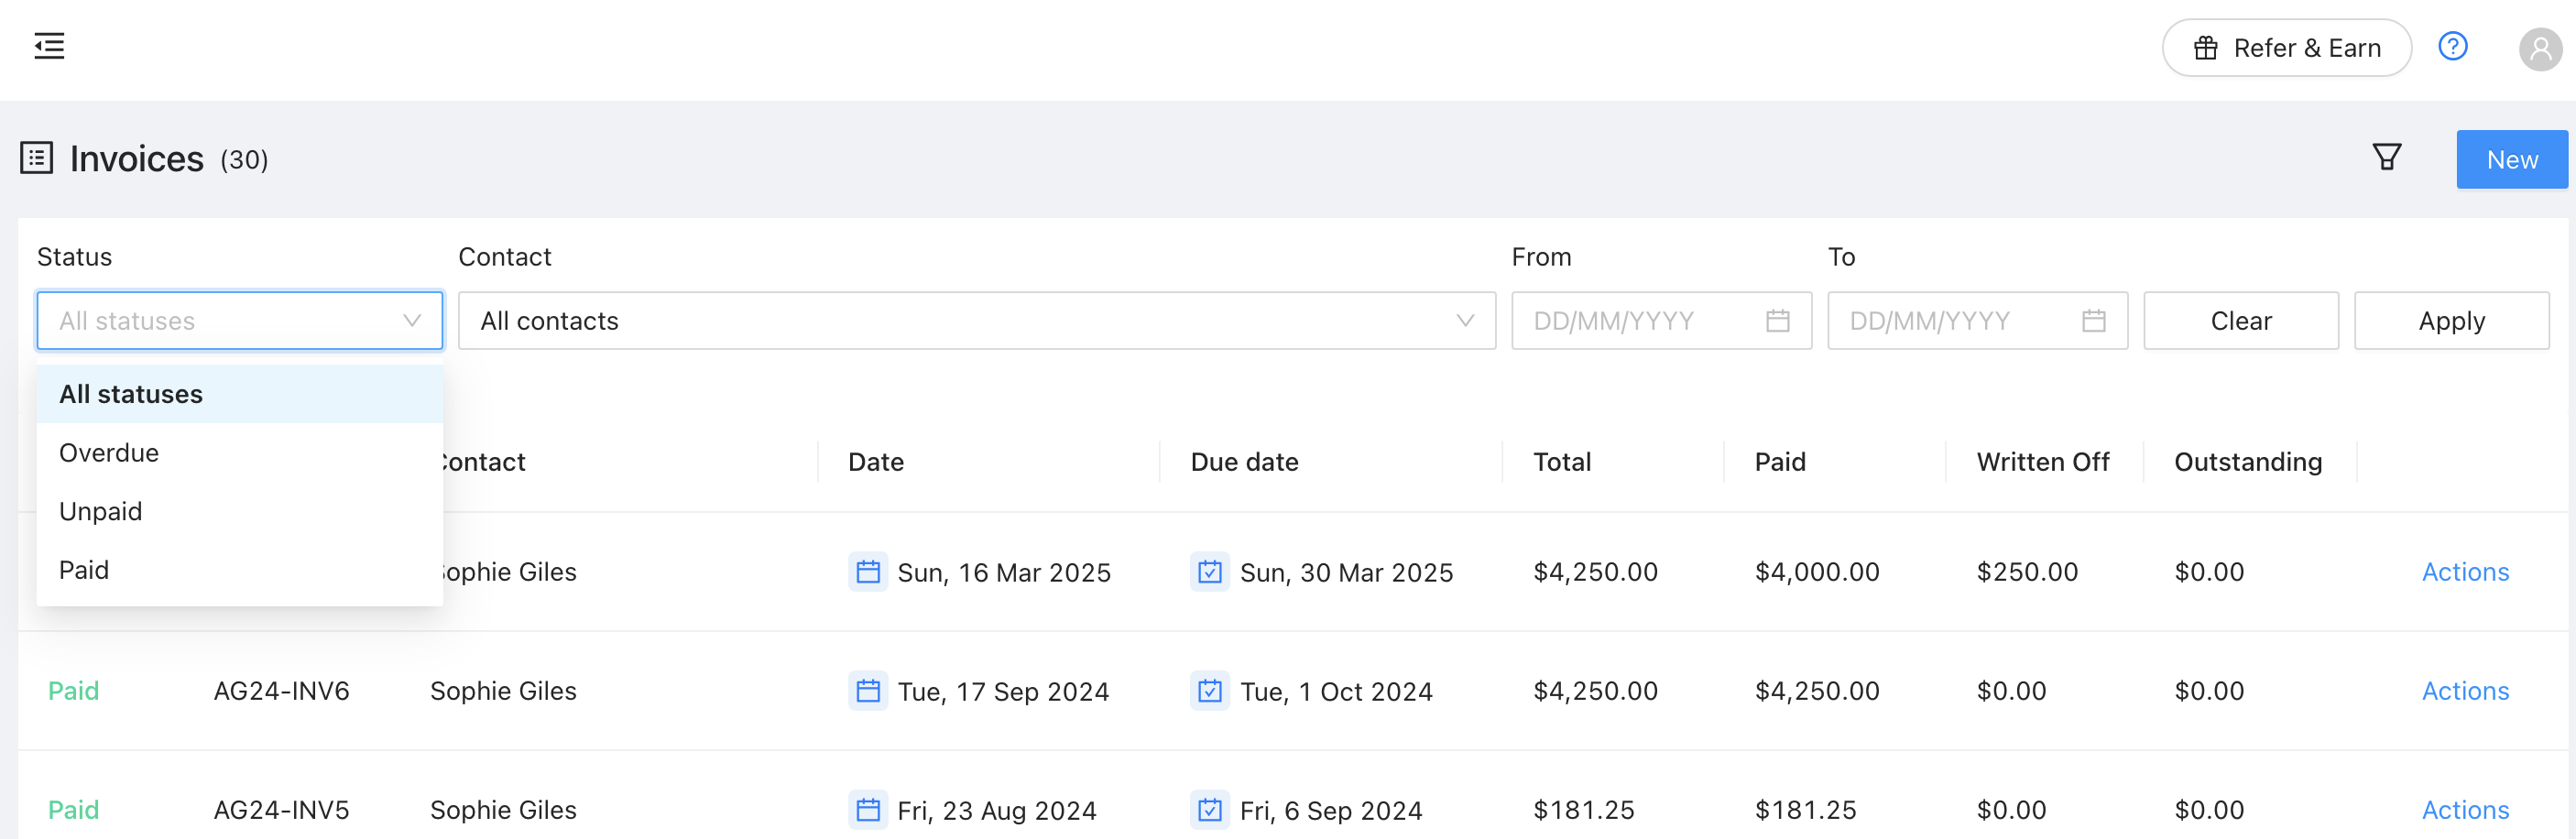 Refer & Earn
Invoices (30)
New
Status Contact From To
All statuses All contacts DD/MM/YYYY DD/MM/YYYY Clear Apply
All statuses
Overdue
Unpaid
Paid
Contact Date Due date Total Paid Written Off Outstanding
Sophie Giles Sun, 16 Mar 2025 Sun, 30 Mar 2025 $4,250.00 $4,000.00 $250.00 $0.00 Actions
Paid AG24-INV6 Sophie Giles Tue, 17 Sep 2024 Tue, 1 Oct 2024 $4,250.00 $4,250.00 $0.00 $0.00 Actions
Paid AG24-INV5 Sophie Giles Fri, 23 Aug 2024 Fri, 6 Sep 2024 $181.25 $181.25 $0.00 $0.00 Actions